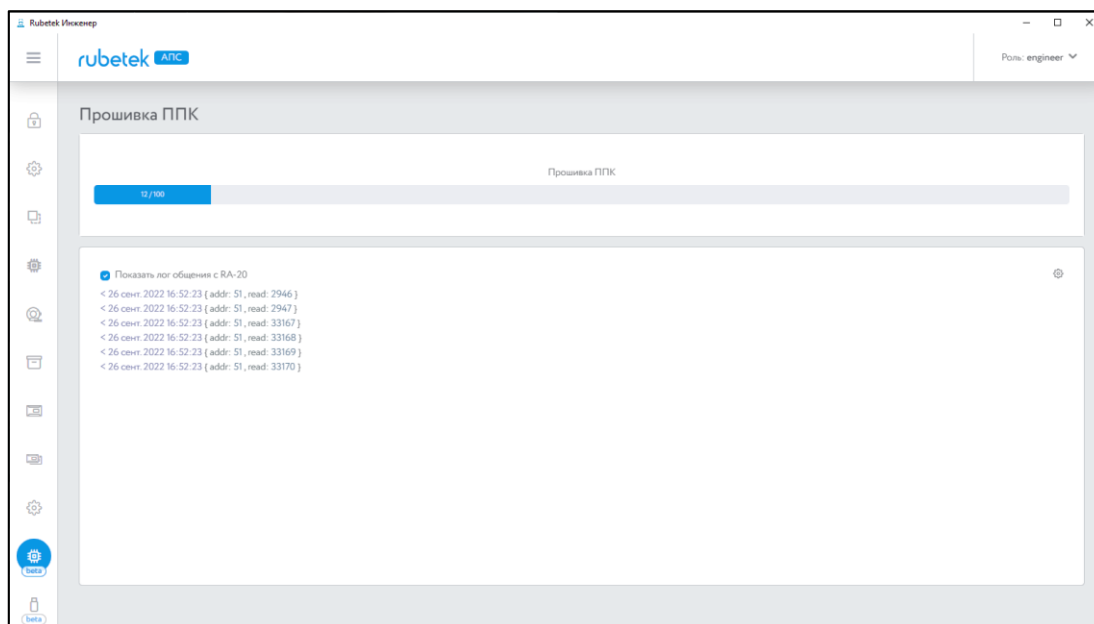 Rubetek Инженер
rubetek АПС
Роль: engineer
Прошивка ППК
Прошивка ППК
12/100
Показать лог общения с RA-20
< 26 сент. 2022 16:52:23 { addr: 51 , read: 2946 }
< 26 сент. 2022 16:52:23 { addr: 51 , read: 2947 }
< 26 сент. 2022 16:52:23 { addr: 51 , read: 33167 }
< 26 сент. 2022 16:52:23 { addr: 51 , read: 33168 }
< 26 сент. 2022 16:52:23 { addr: 51 , read: 33169 }
< 26 сент. 2022 16:52:23 { addr: 51 , read: 33170 }
beta
beta